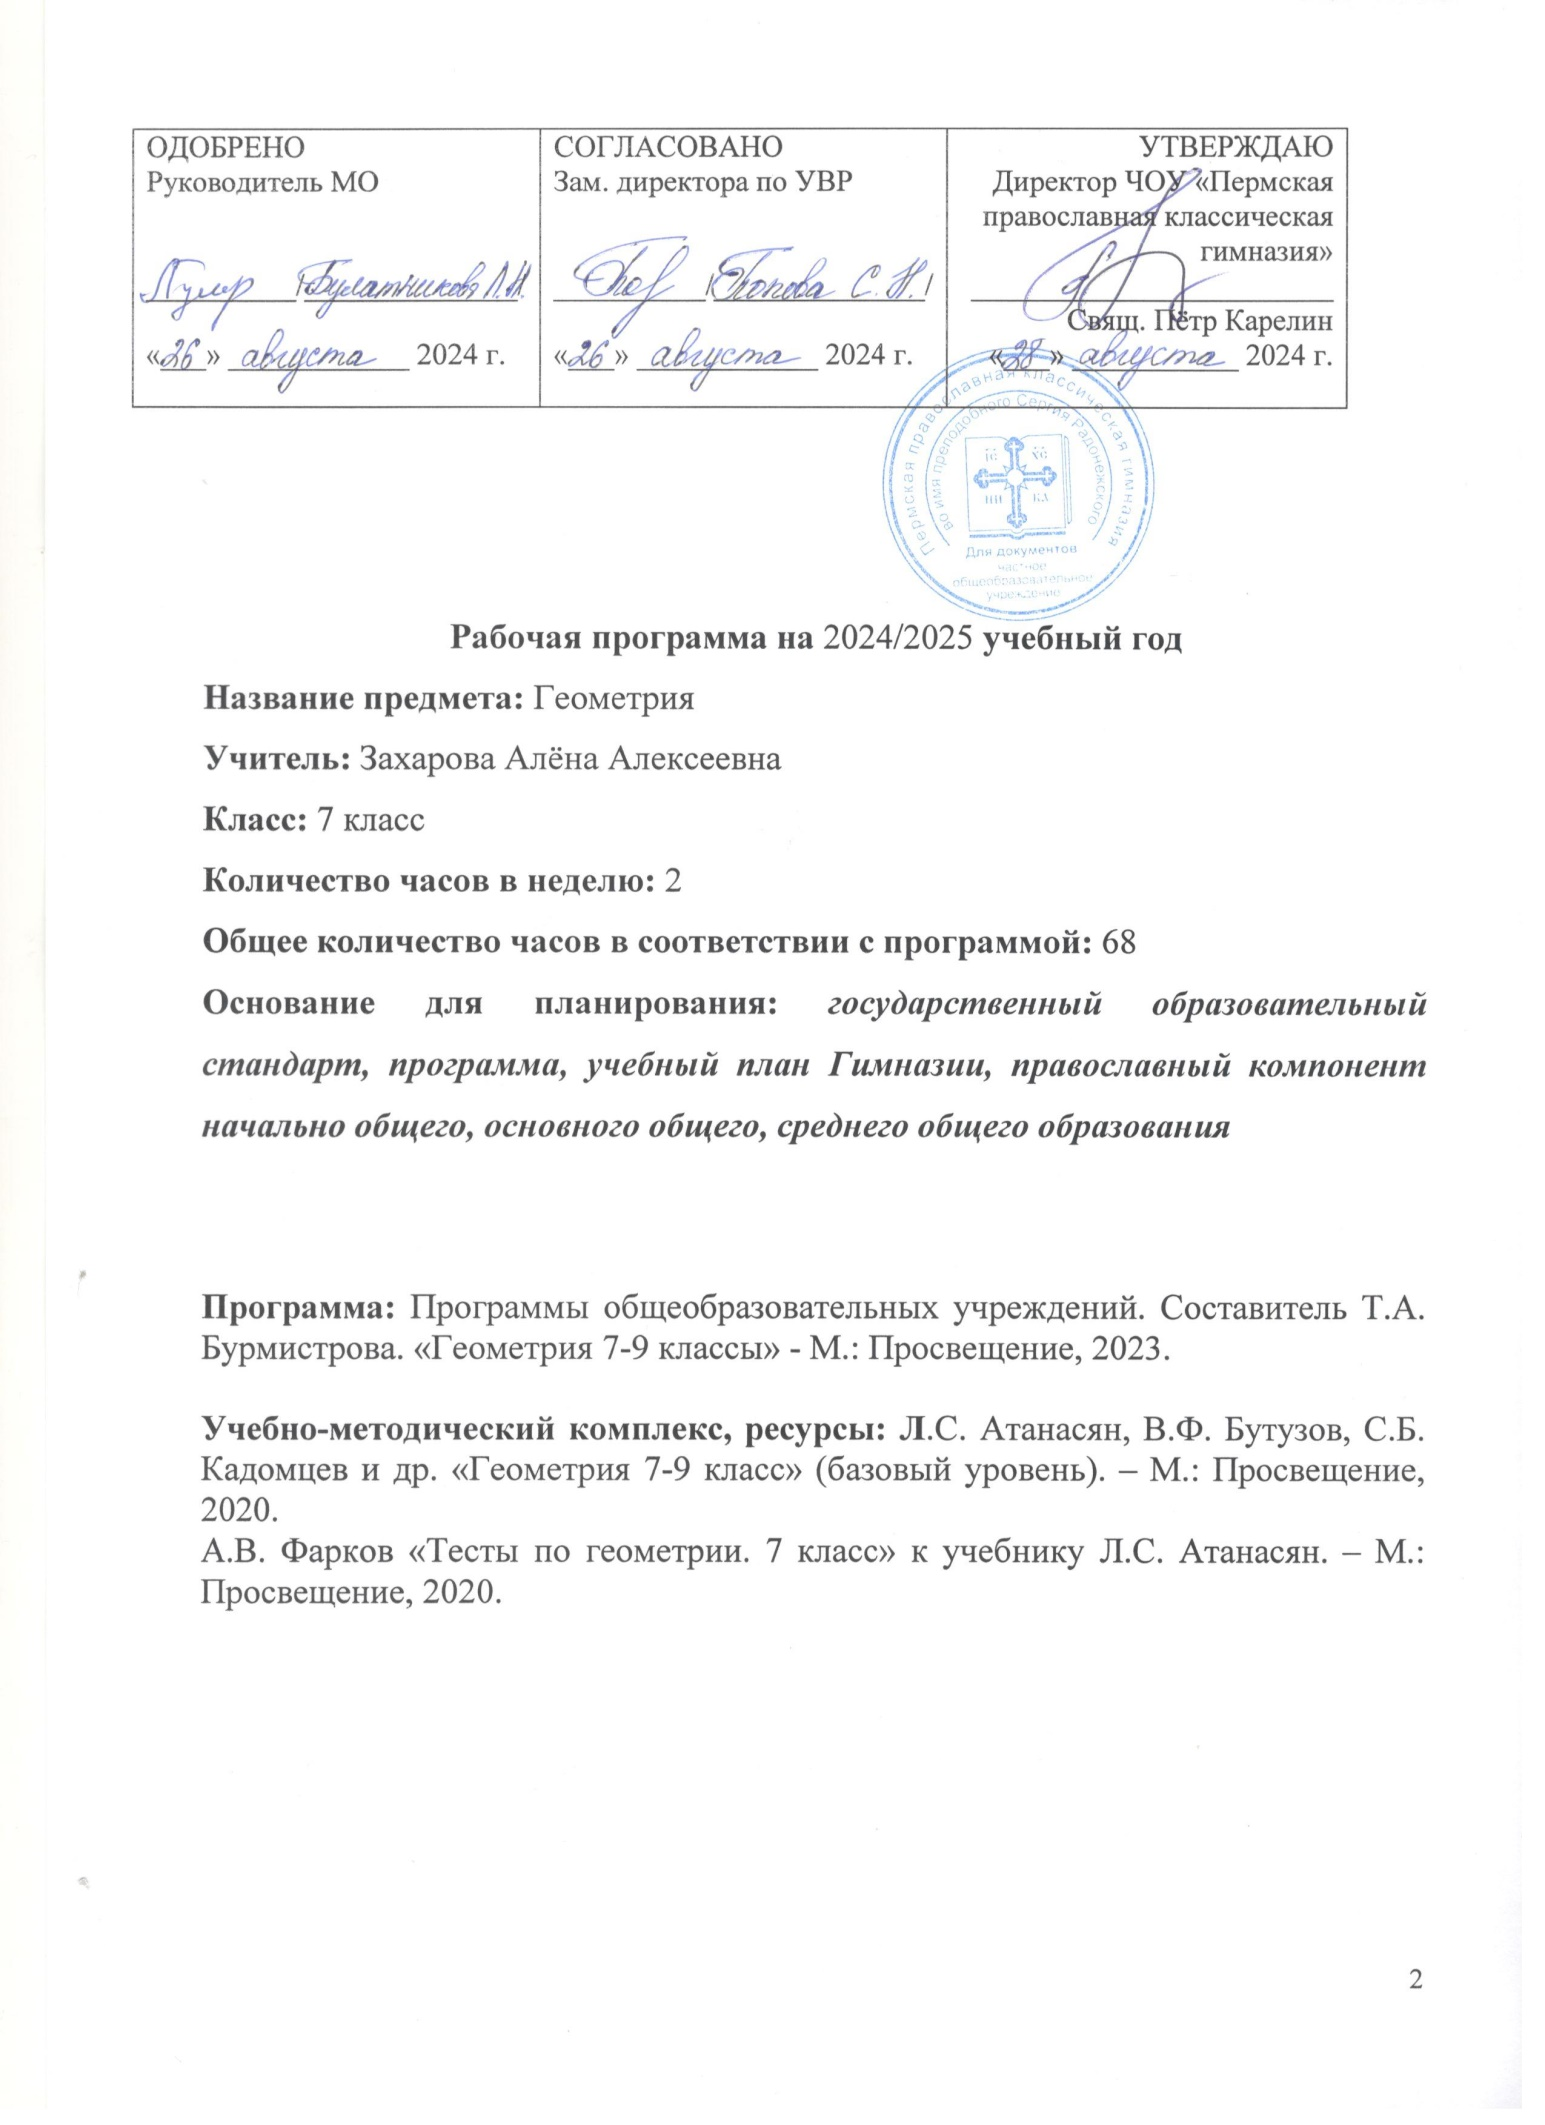 ОДОБРЕНО
Руководитель МО
/Булатникова Л.Н.
«26» августа 2024 г.
СОГЛАСОВАНО
Зам. директора по УВР
/Попова С.Н./
«26» августа 2024 г.
УТВЕРЖДАЮ
Директор ЧОУ «Пермская
православная классическая
гимназия»
Свящ. Пётр Карелин
«28» августа 2024 г.
Пермская православная классическая гимназия
во имя преподобного Сергия Радонежского
IC XC
НИ КА
Для документов
частное
общеобразовательное
учреждение
Рабочая программа на 2024/2025 учебный год
Название предмета: Геометрия
Учитель: Захарова Алёна Алексеевна
Класс: 7 класс
Количество часов в неделю: 2
Общее количество часов в соответствии с программой: 68
Основание для планирования: государственный образовательный
стандарт, программа, учебный план Гимназии, православный компонент
начально общего, основного общего, среднего общего образования
Программа: Программы общеобразовательных учреждений. Составитель Т.А.
Бурмистрова. «Геометрия 7-9 классы» - М.: Просвещение, 2023.
Учебно-методический комплекс, ресурсы: Л.С. Атанасян, В.Ф. Бутузов, С.Б.
Кадомцев и др. «Геометрия 7-9 класс» (базовый уровень). – М.: Просвещение,
2020.
А.В. Фарков «Тесты по геометрии. 7 класс» к учебнику Л.С. Атанасян. – М.:
Просвещение, 2020.
2